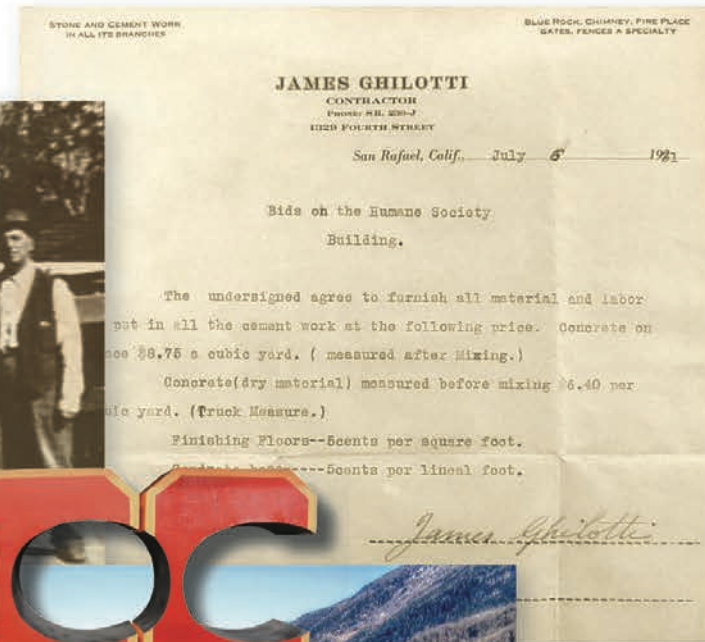 STONE AND CEMENT WORK
IN ALL ITS BRANCHES
BLUE ROCK, CHIMNEY, FIRE PLACE
GATES, FENCES A SPECIALTY
JAMES GHILOTTI
CONTRACTOR
PHONE: S.R.
1329 FOURTH STREET
San Rafael, Calif., July 6 1921
Bids on the Humane Society
Building.
The undersigned agree to furnish all material and labor
put in all the cement work at the following price. Concrete on
$8.75 a cubic yard. ( measured after Mixing.)
Concrete(dry material) measured before mixing $6.40 per
yard. (Truck Measure.)
Finishing Floors--5cents per square foot.
----5cents per lineal foot.
James Ghilotti